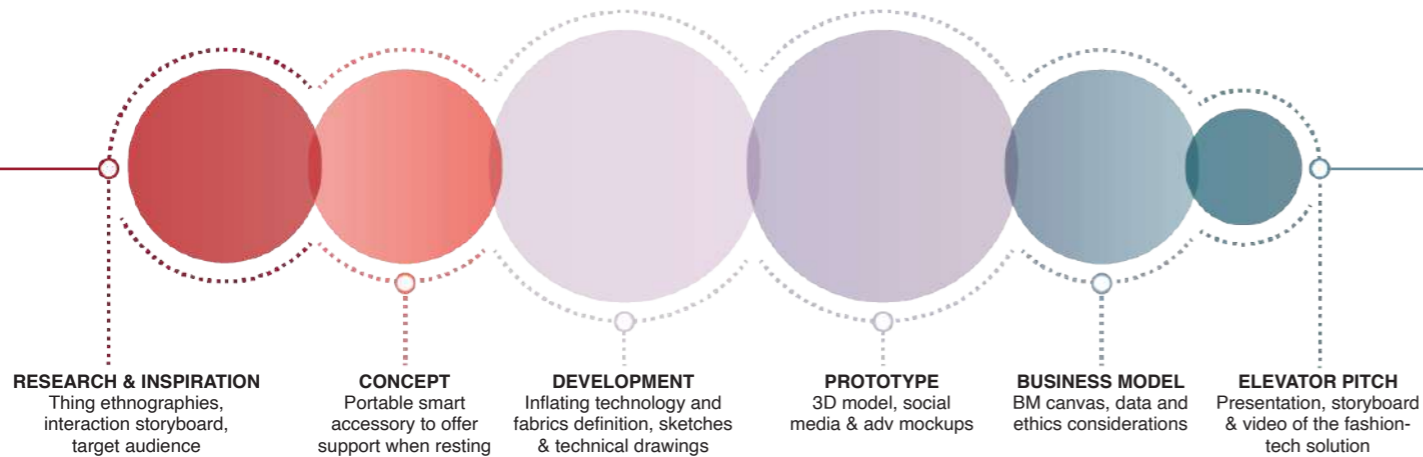 RESEARCH & INSPIRATION
Thing ethnographies,
interaction storyboard,
target audience
CONCEPT
Portable smart
accessory to offer
support when resting
DEVELOPMENT
Inflating technology and
fabrics definition, sketches
& technical drawings
PROTOTYPE
3D model, social
media & adv mockups
BUSINESS MODEL
BM canvas, data and
ethics considerations
ELEVATOR PITCH
Presentation, storyboard
& video of the fashion-
tech solution